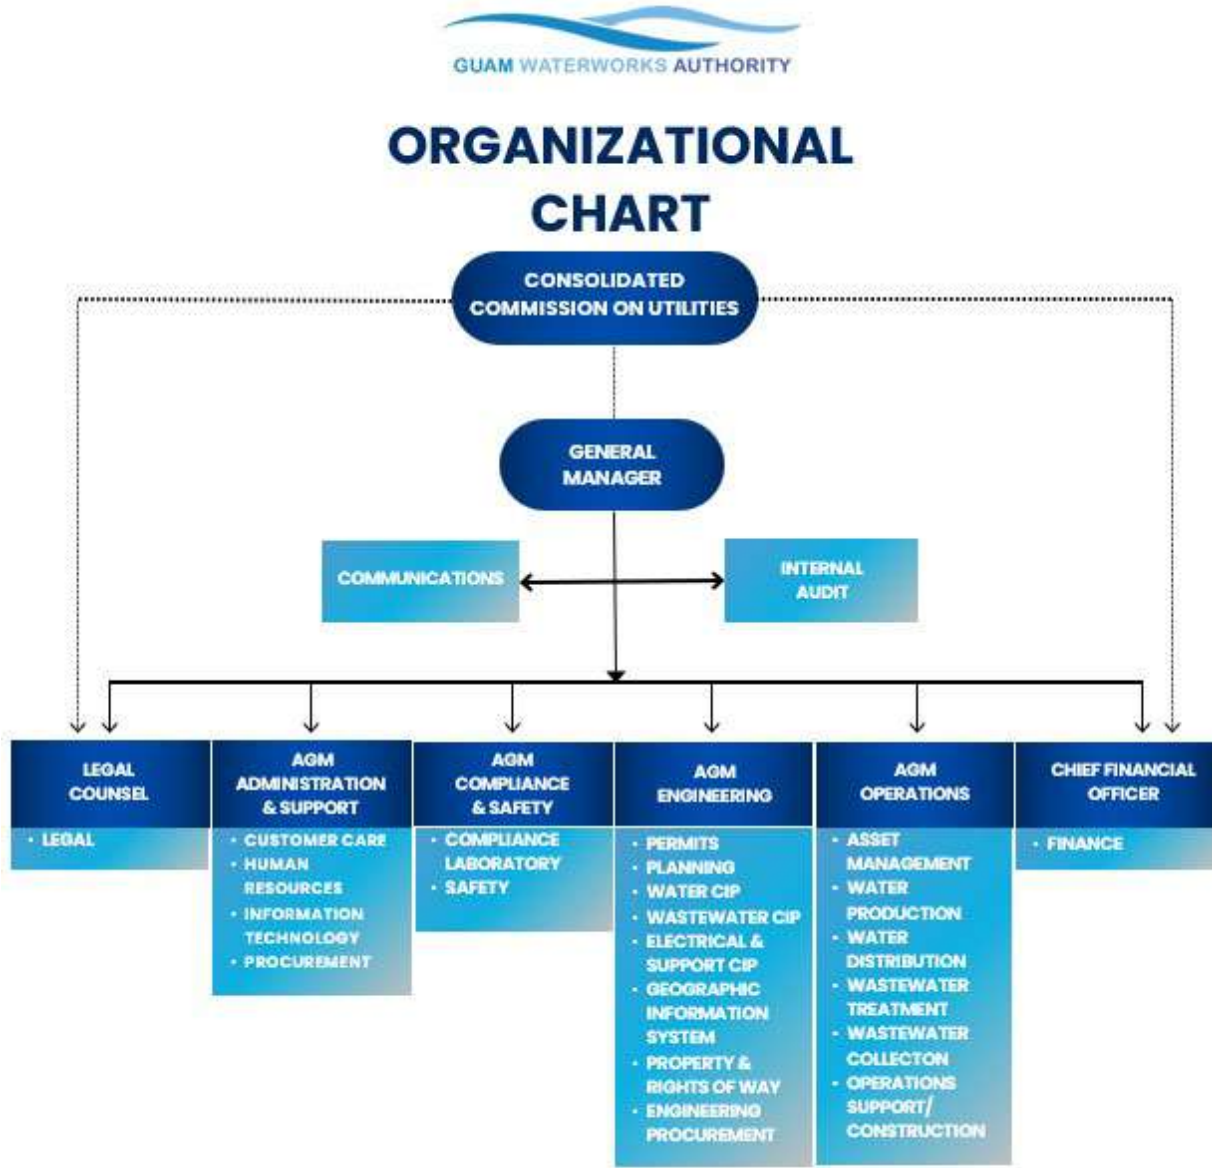 GUAM WATERWORKS AUTHORITY
ORGANIZATIONAL
CHART
CONSOLIDATED
COMMISSION ON UTILITIES
GENERAL
MANAGER
COMMUNICATIONS
INTERNAL
AUDIT
LEGAL
COUNSEL
• LEGAL
AGM
ADMINISTRATION
& SUPPORT
• CUSTOMER CARE
• HUMAN
RESOURCES
• INFORMATION
TECHNOLOGY
• PROCUREMENT
AGM
COMPLIANCE
& SAFETY
• COMPLIANCE
LABORATORY
• SAFETY
AGM
ENGINEERING
• PERMITS
• PLANNING
• WATER CIP
• WASTEWATER CIP
• ELECTRICAL &
SUPPORT CIP
• GEOGRAPHIC
INFORMATION
SYSTEM
• PROPERTY &
RIGHTS OF WAY
• ENGINEERING
PROCUREMENT
AGM
OPERATIONS
• ASSET
MANAGEMENT
• WATER
PRODUCTION
• WATER
DISTRIBUTION
• WASTEWATER
TREATMENT
• WASTEWATER
COLLECTON
• OPERATIONS
SUPPORT/
CONSTRUCTION
CHIEF FINANCIAL
OFFICER
• FINANCE